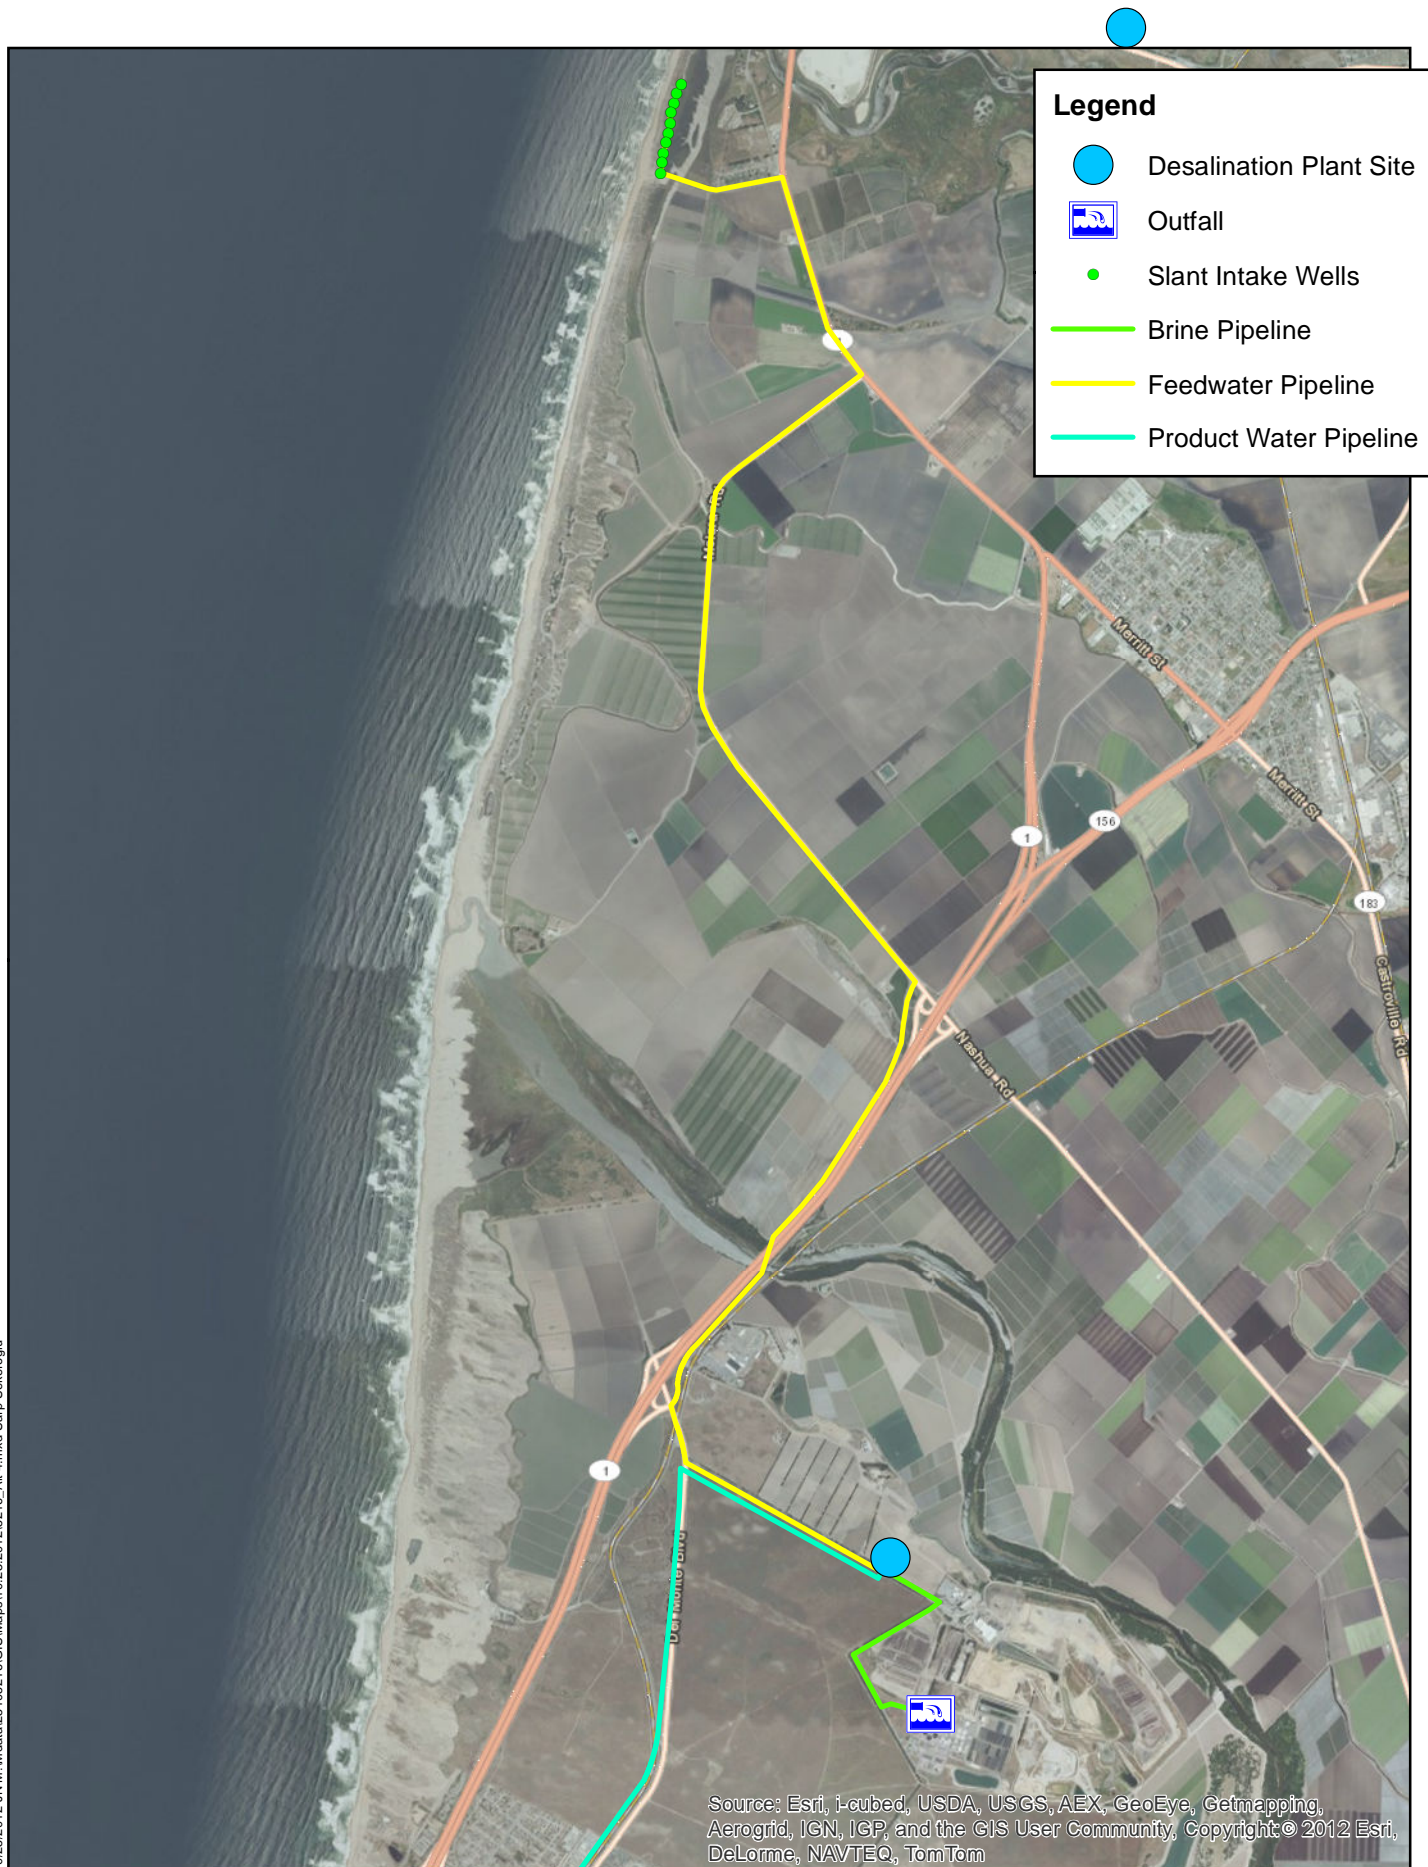 Legend
Desalination Plant Site
Outfall
Slant Intake Wells
Brine Pipeline
Feedwater Pipeline
Product Water Pipeline
Merritt St
Merritt St
156
1
183
Castroville Rd
Nashua Rd
1
Del Monte Blvd
Source: Esri, i-cubed, USDA, USGS, AEX, GeoEye, Getmapping,
Aerogrid, IGN, IGP, and the GIS User Community, Copyright:© 2012 Esri,
DeLorme, NAVTEQ, TomTom